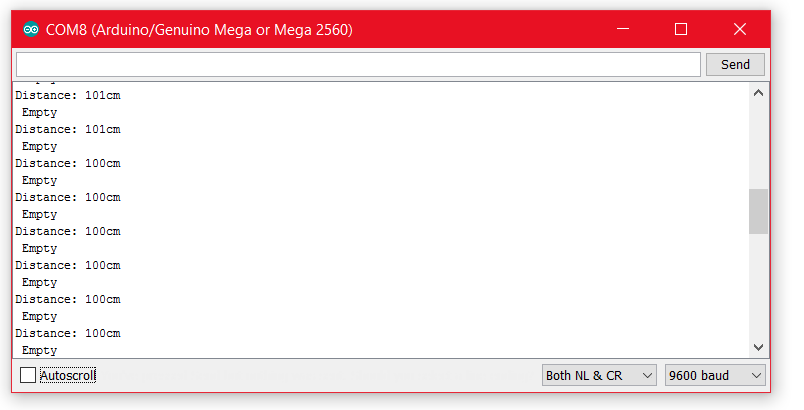 COM8 (Arduino/Genuino Mega or Mega 2560)
Send
Distance: 101cm
Empty
Distance: 101cm
Empty
Distance: 100cm
Empty
Distance: 100cm
Empty
Distance: 100cm
Empty
Distance: 100cm
Empty
Distance: 100cm
Empty
Distance: 100cm
Empty
Autoscroll
Both NL & CR
9600 baud